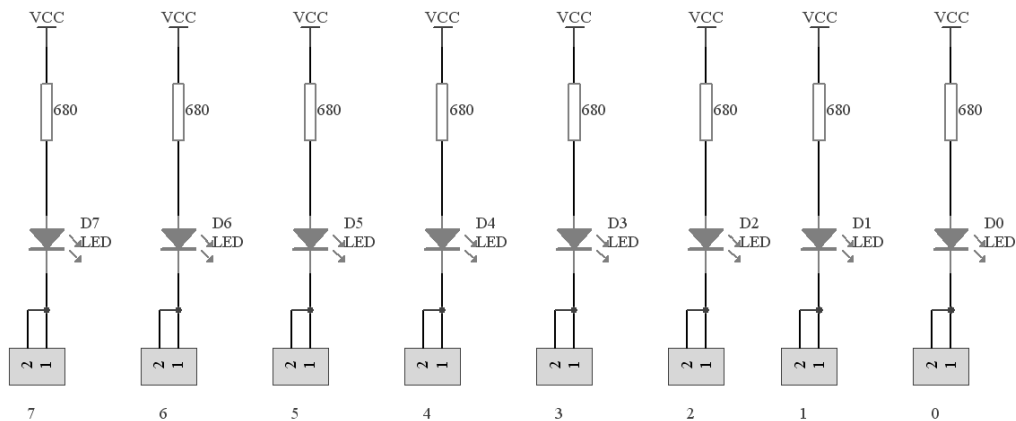 VCC VCC VCC VCC VCC VCC VCC VCC
680 680 680 680 680 680 680 680
D7 D6 D5 D4 D3 D2 D1 D0
LED LED LED LED LED LED LED LED
2 1 2 1 2 1 2 1 2 1 2 1 2 1 2 1
7 6 5 4 3 2 1 0